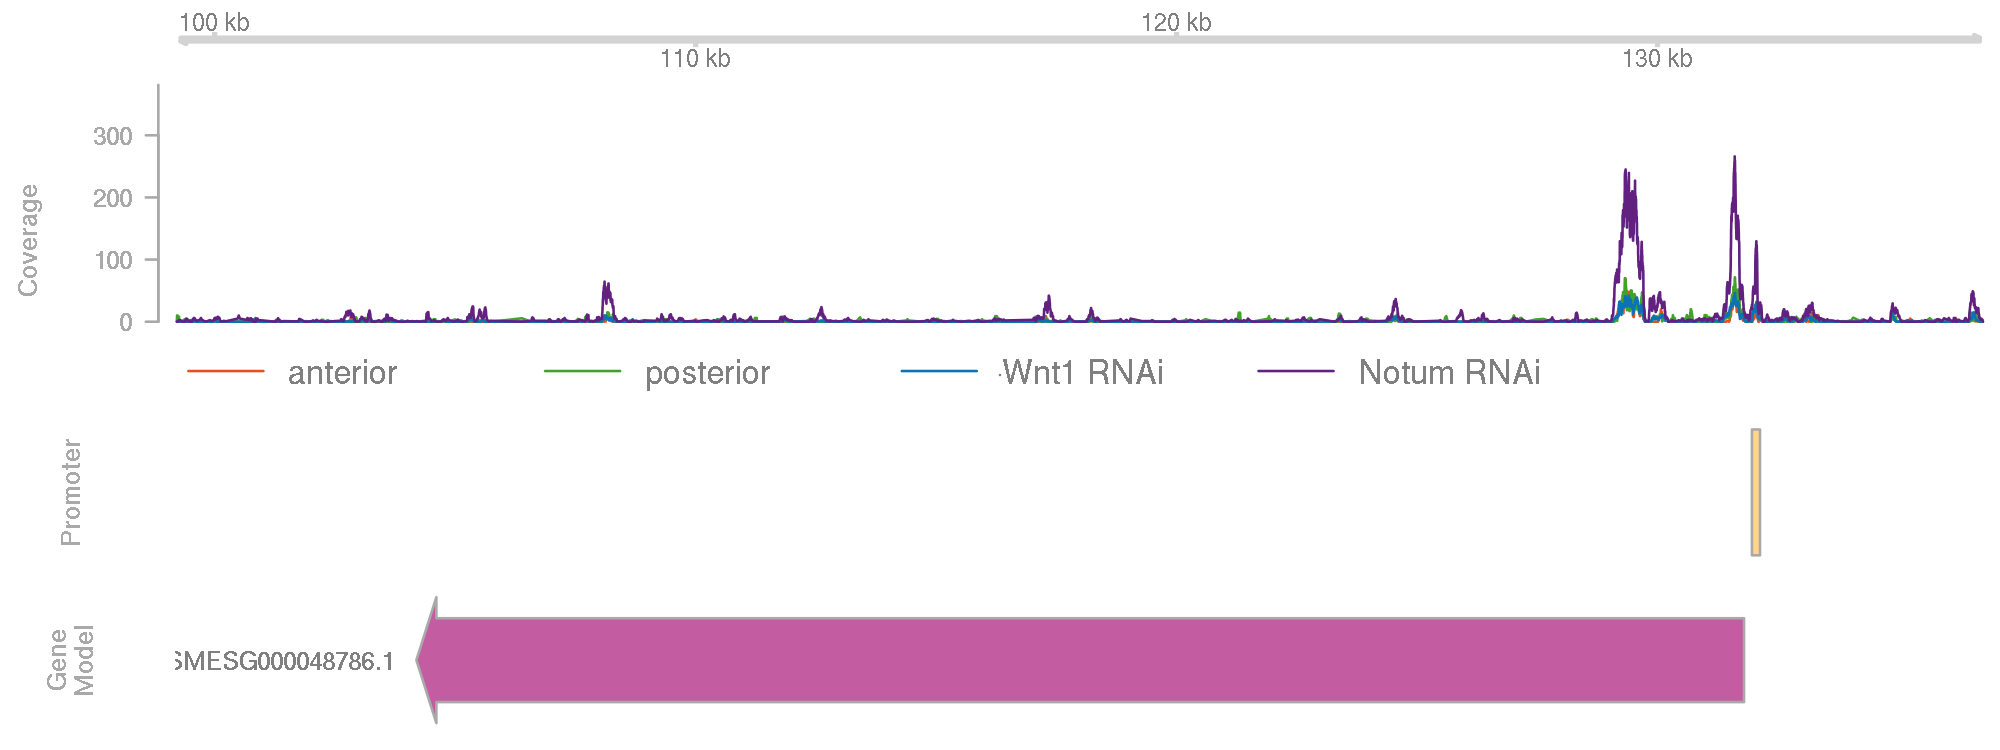 100 kb
120 kb
110 kb
130 kb
Coverage
300
200
100
0
anterior
posterior
Wnt1 RNAi
Notum RNAi
Promoter
Gene
Model
SMESG000048786.1